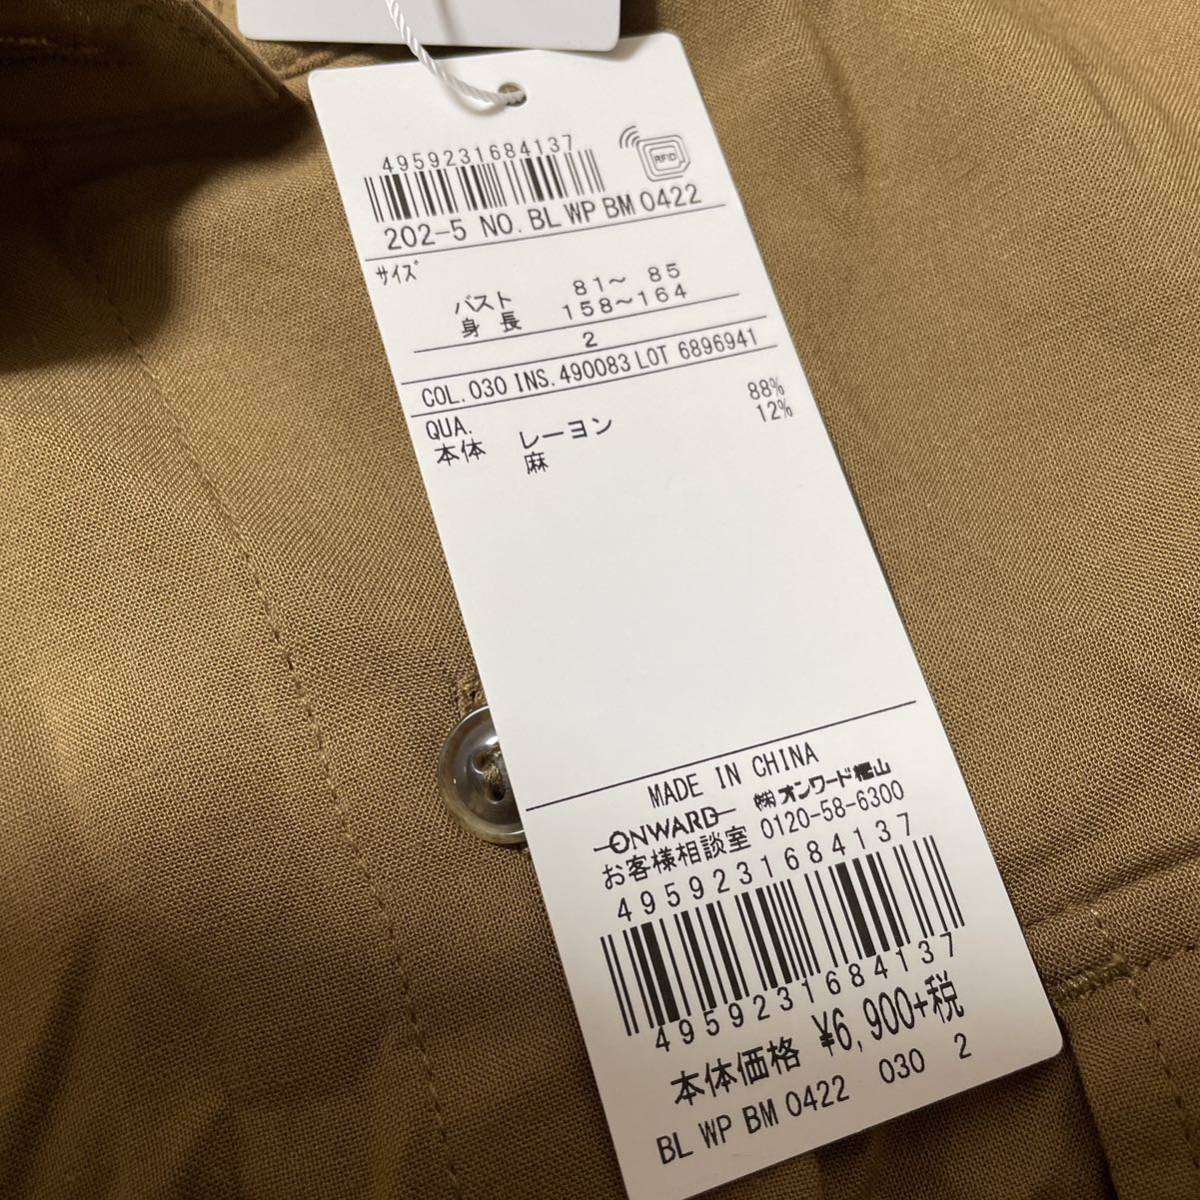 4959231684137
RFID
202-5 NO. BL WP BM 0422
サイズ
バスト 81〜 85
身 長 158〜164
2
COL. 030 INS. 490083 LOT 6896941
QUA.
本体 レーヨン 88%
麻 12%
MADE IN CHINA
ONWARD ㈱オンワード樫山
お客様相談室 0120-58-6300
4959231684137
4959231684137
本体価格 ¥6,900+税
BL WP BM 0422 030 2